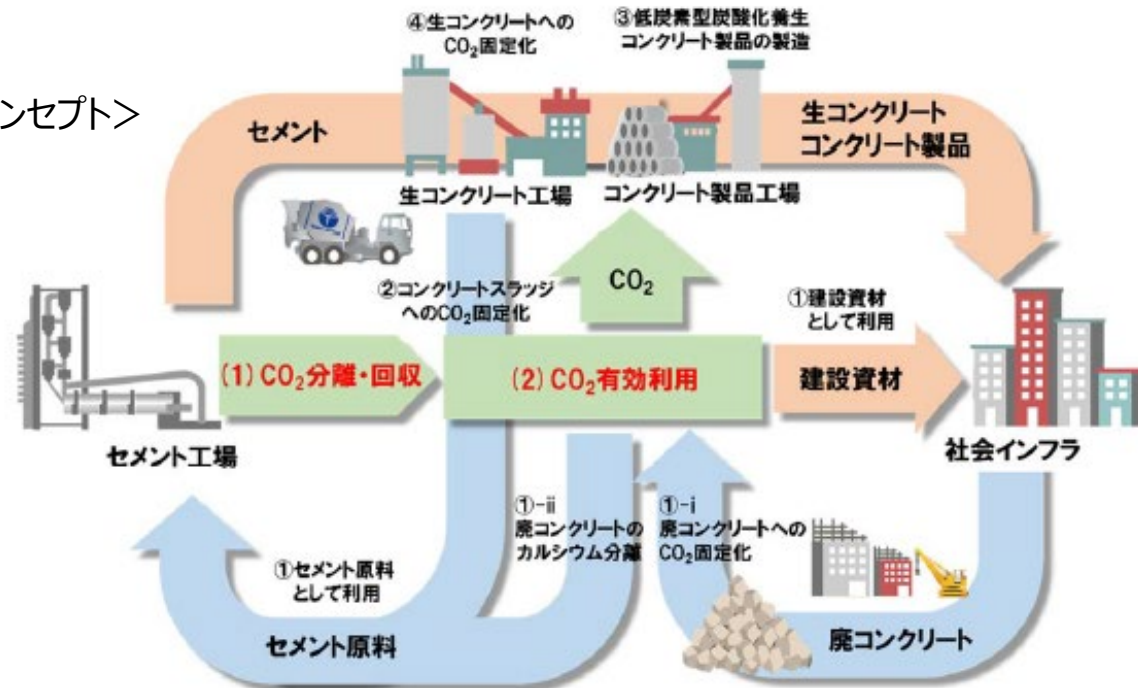 ④生コンクリートへの
CO₂固定化
③低炭素型炭酸化養生
コンクリート製品の製造
ンセプト＞
セメント
生コンクリート
コンクリート製品
生コンクリート工場
コンクリート製品工場
CO₂
②コンクリートスラッジ
へのCO₂固定化
①建設資材
として利用
(1)CO₂分離・回収
(2)CO₂有効利用
建設資材
セメント工場
社会インフラ
①-ii
廃コンクリートの
カルシウム分離
①-i
廃コンクリートへの
CO₂固定化
①セメント原料
として利用
セメント原料
廃コンクリート